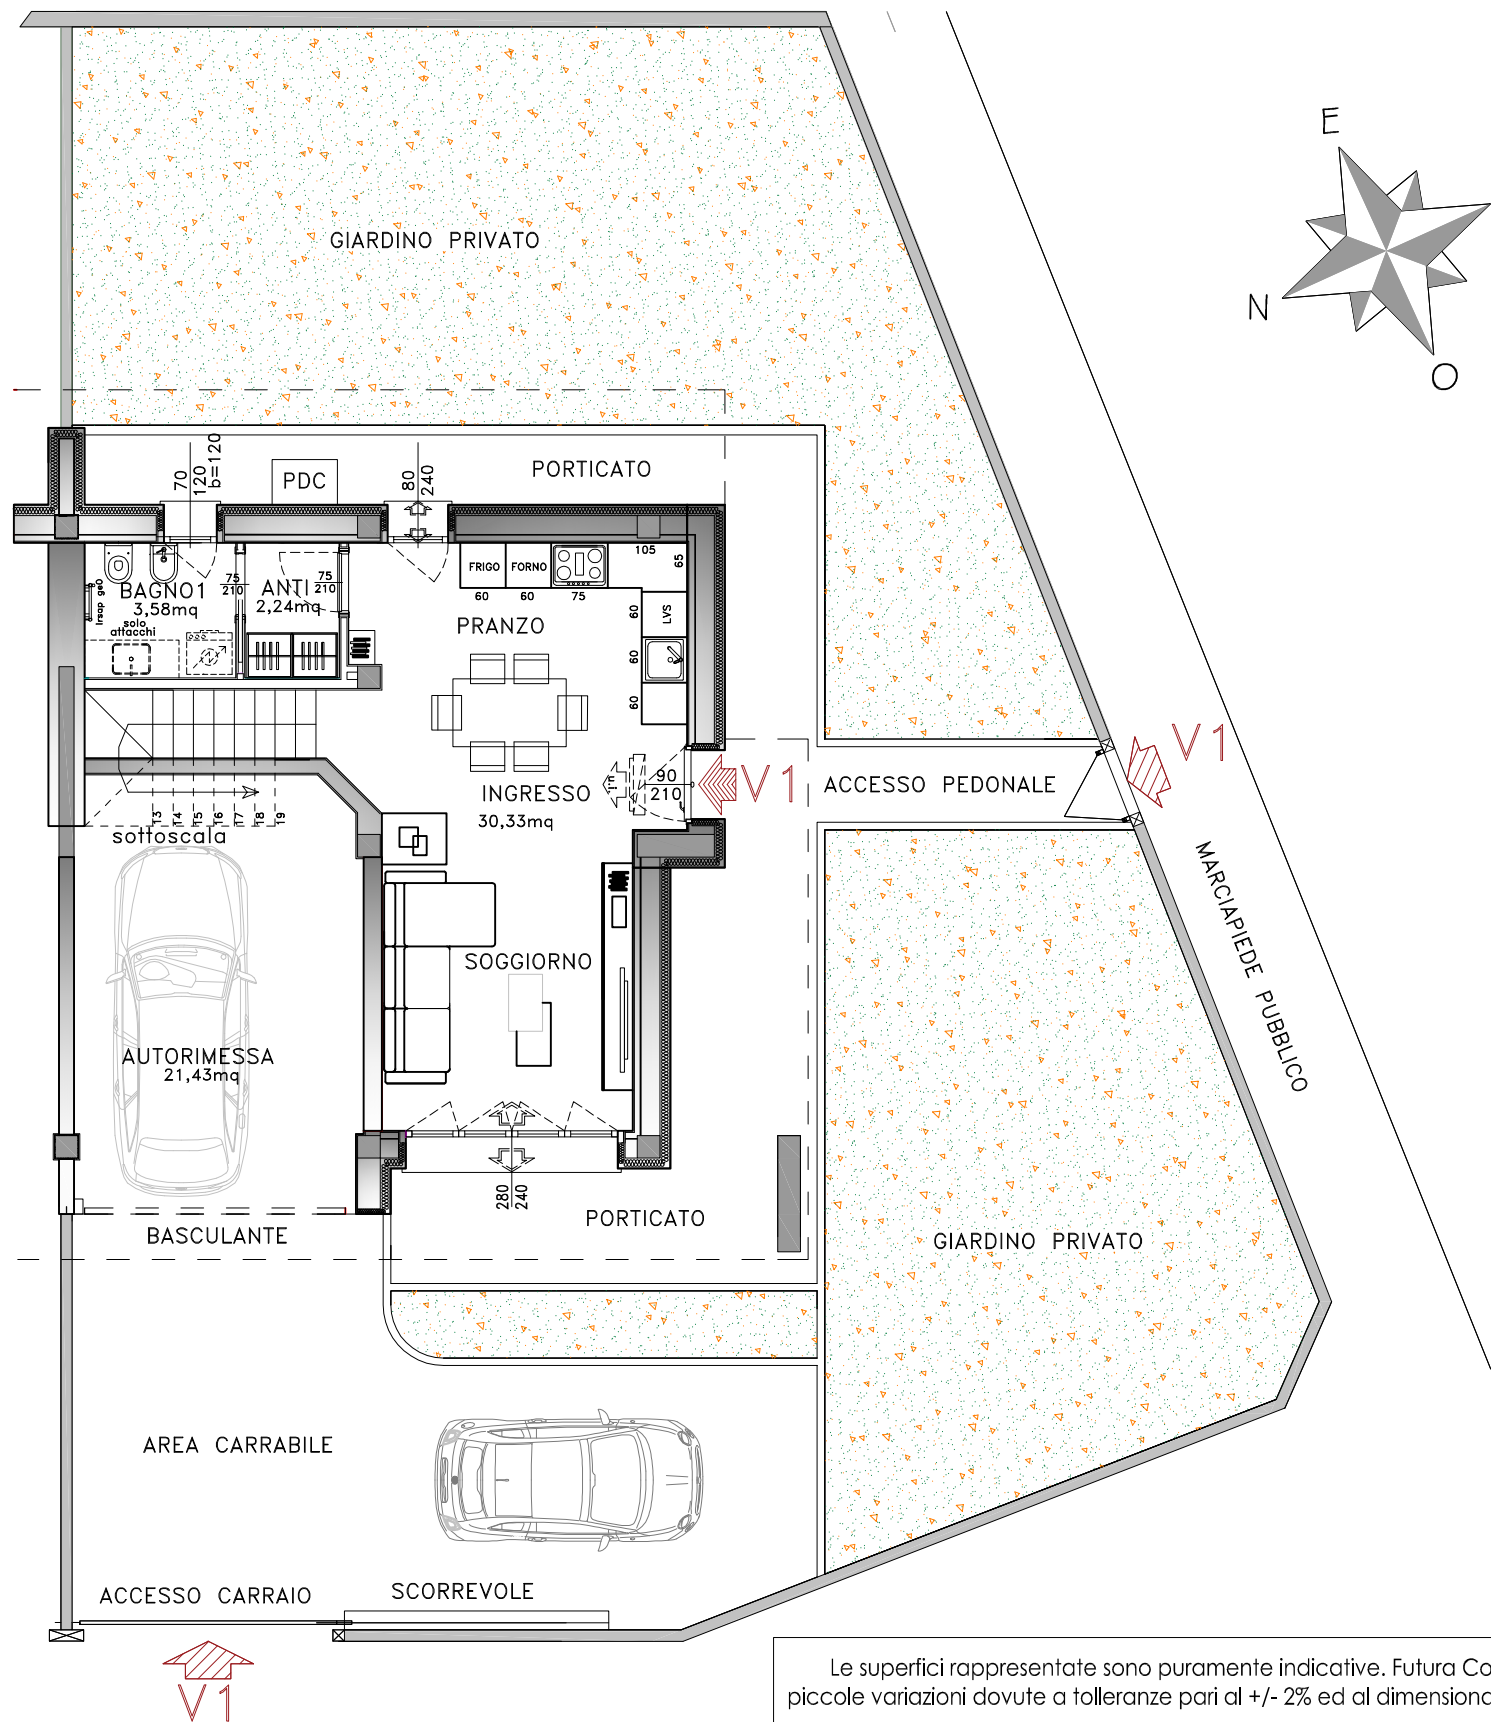 E
GIARDINO PRIVATO
N
O
70
120
b=120
PDC
80
240
PORTICATO
105
65
FRIGO
FORNO
60
60
75
BAGNO1
3,58mq
75
210
ANTI
2,24mq
75
210
Irsap geO
solo
attacchi
LVS
60
60
60
PRANZO
V1
INGRESSO
30,33mq
90
210
V1
ACCESSO PEDONALE
13
14
15
16
17
18
19
sottoscala
MARCIAPIEDE PUBBLICO
SOGGIORNO
AUTORIMESSA
21,43mq
280
240
PORTICATO
BASCULANTE
GIARDINO PRIVATO
AREA CARRABILE
ACCESSO CARRAIO
SCORREVOLE
V1
Le superfici rappresentate sono puramente indicative. Futura Co
piccole variazioni dovute a tolleranze pari al +/- 2% ed al dimensiona